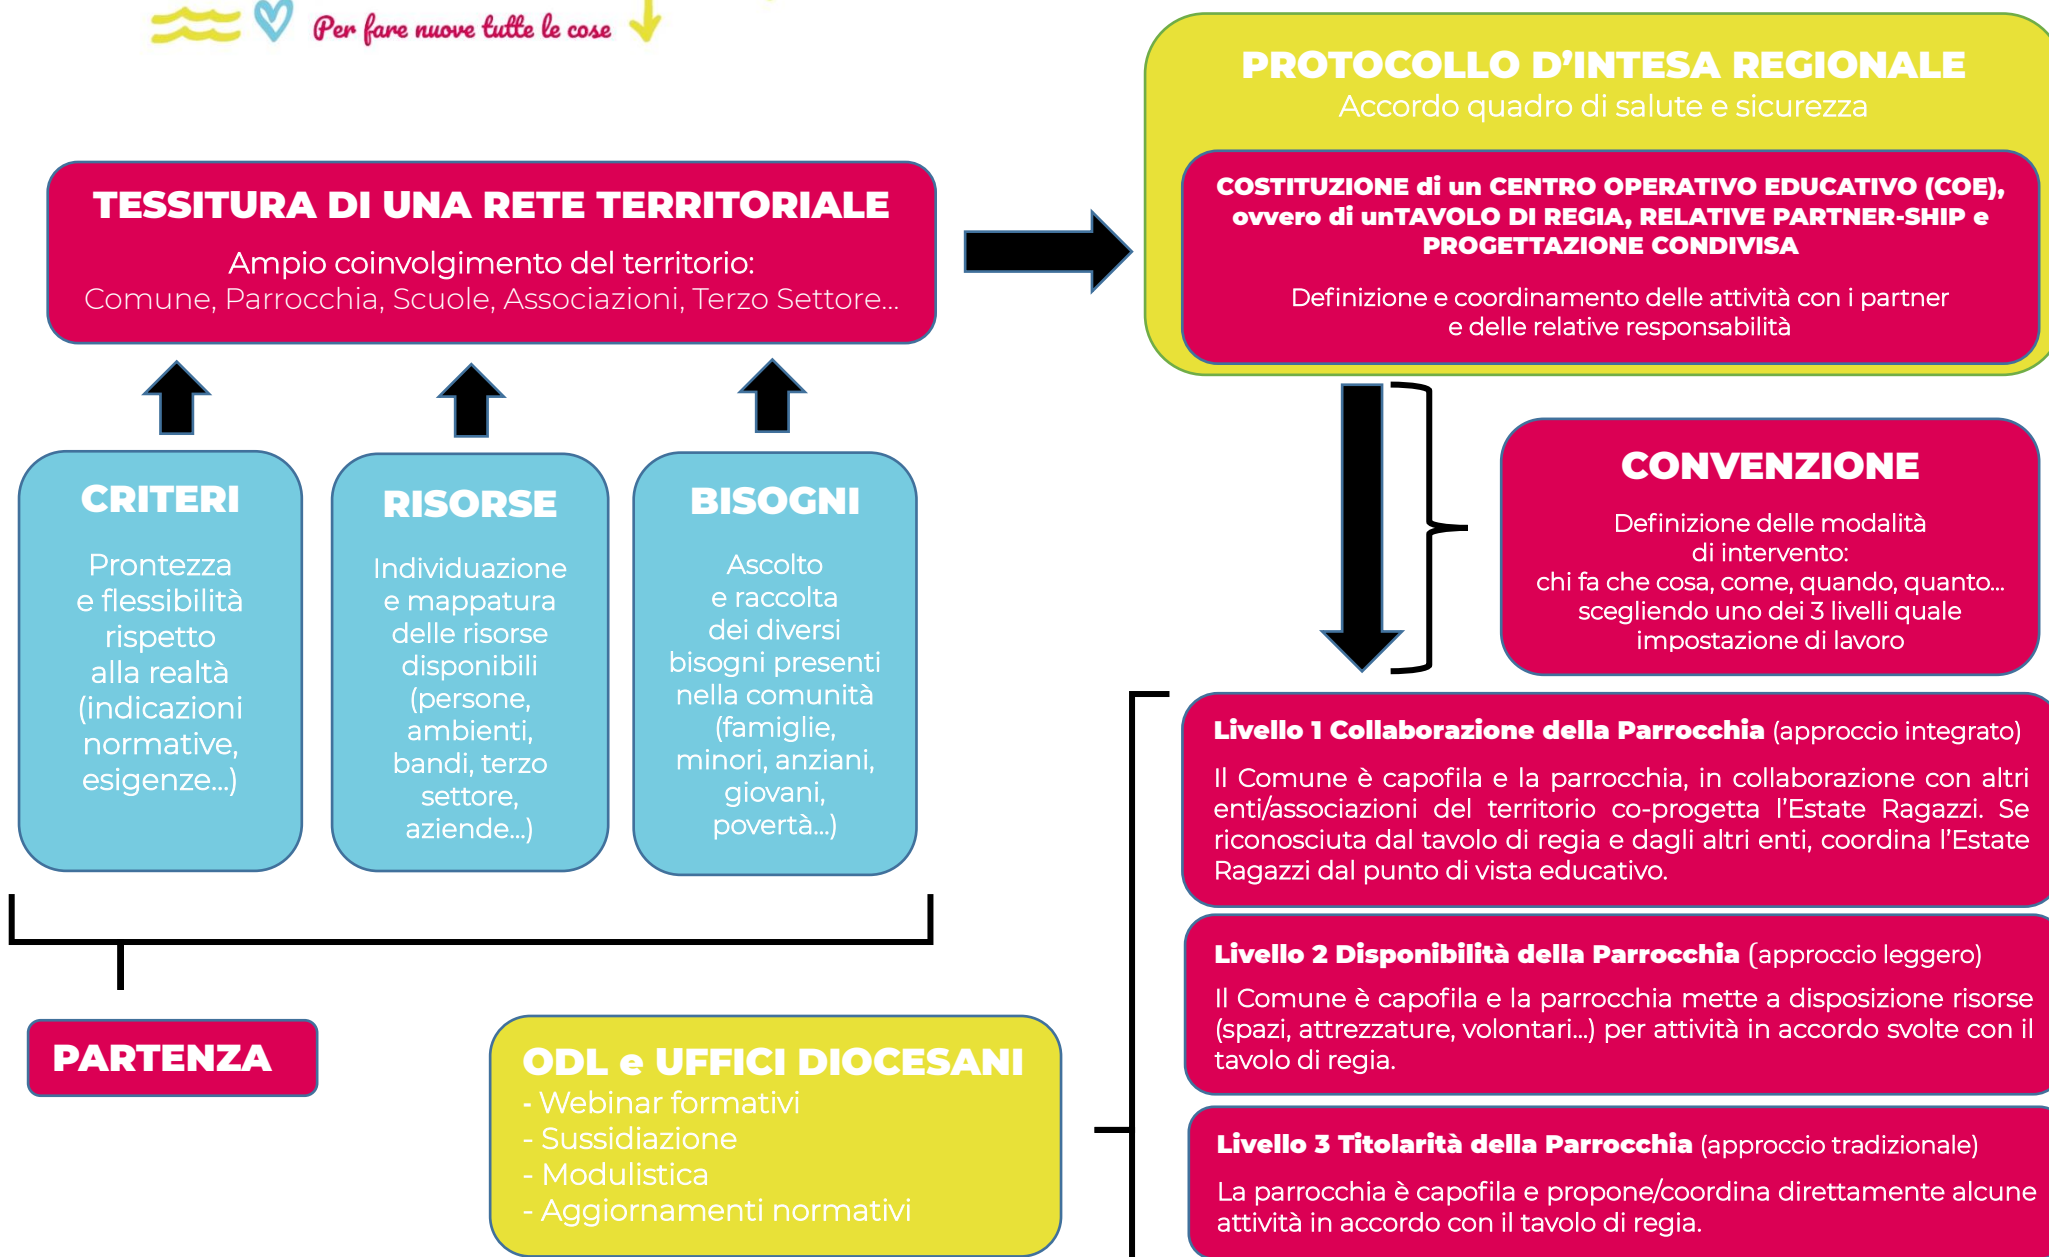 Per fare nuove tutte le cose
PROTOCOLLO D'INTESA REGIONALE
Accordo quadro di salute e sicurezza
COSTITUZIONE di un CENTRO OPERATIVO EDUCATIVO (COE),
ovvero di unTAVOLO DI REGIA, RELATIVE PARTNER-SHIP e
PROGETTAZIONE CONDIVISA
Definizione e coordinamento delle attività con i partner
e delle relative responsabilità
TESSITURA DI UNA RETE TERRITORIALE
Ampio coinvolgimento del territorio:
Comune, Parrocchia, Scuole, Associazioni, Terzo Settore...
CRITERI
Prontezza
e flessibilità
rispetto
alla realtà
(indicazioni
normative,
esigenze...)
RISORSE
Individuazione
e mappatura
delle risorse
disponibili
(persone,
ambienti,
bandi, terzo
settore,
aziende...)
BISOGNI
Ascolto
e raccolta
dei diversi
bisogni presenti
nella comunità
(famiglie,
minori, anziani,
giovani,
povertà...)
CONVENZIONE
Definizione delle modalità
di intervento:
chi fa che cosa, come, quando, quanto...
scegliendo uno dei 3 livelli quale
impostazione di lavoro
Livello 1 Collaborazione della Parrocchia (approccio integrato)
Il Comune è capofila e la parrocchia, in collaborazione con altri
enti/associazioni del territorio co-progetta l'Estate Ragazzi. Se
riconosciuta dal tavolo di regia e dagli altri enti, coordina l'Estate
Ragazzi dal punto di vista educativo.
Livello 2 Disponibilità della Parrocchia (approccio leggero)
Il Comune è capofila e la parrocchia mette a disposizione risorse
(spazi, attrezzature, volontari...) per attività in accordo svolte con il
tavolo di regia.
Livello 3 Titolarità della Parrocchia (approccio tradizionale)
La parrocchia è capofila e propone/coordina direttamente alcune
attività in accordo con il tavolo di regia.
PARTENZA
ODL e UFFICI DIOCESANI
- Webinar formativi
- Sussidiazione
- Modulistica
- Aggiornamenti normativi